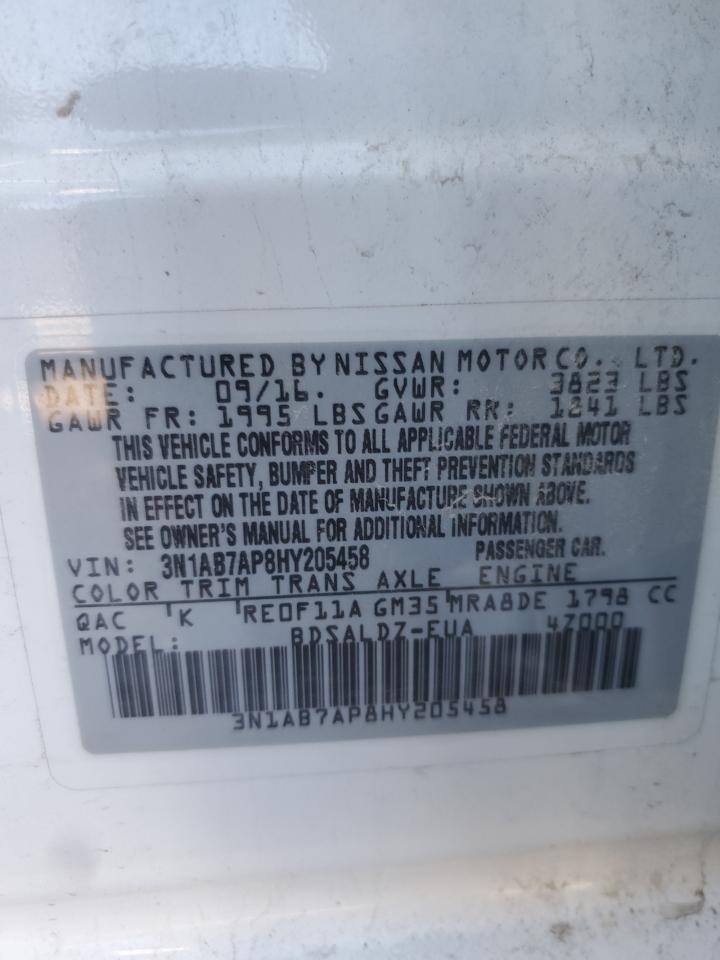 MANUFACTURED BY NISSAN MOTOR CO., LTD.
DATE: 09/16. GVWR: 3823 LBS
GAWR FR: 1995 LBS GAWR RR: 1841 LBS
THIS VEHICLE CONFORMS TO ALL APPLICABLE FEDERAL MOTOR
VEHICLE SAFETY, BUMPER AND THEFT PREVENTION STANDARDS
IN EFFECT ON THE DATE OF MANUFACTURE SHOWN ABOVE.
SEE OWNER'S MANUAL FOR ADDITIONAL INFORMATION.
VIN: 3N1AB7AP8HY205458 PASSENGER CAR.
COLOR TRIM TRANS AXLE ENGINE
QAC K RE0F11A GM35 MRA8DE 1798 CC
MODEL: BDSALDZ-EUA 47000
3N1AB7AP8HY205458